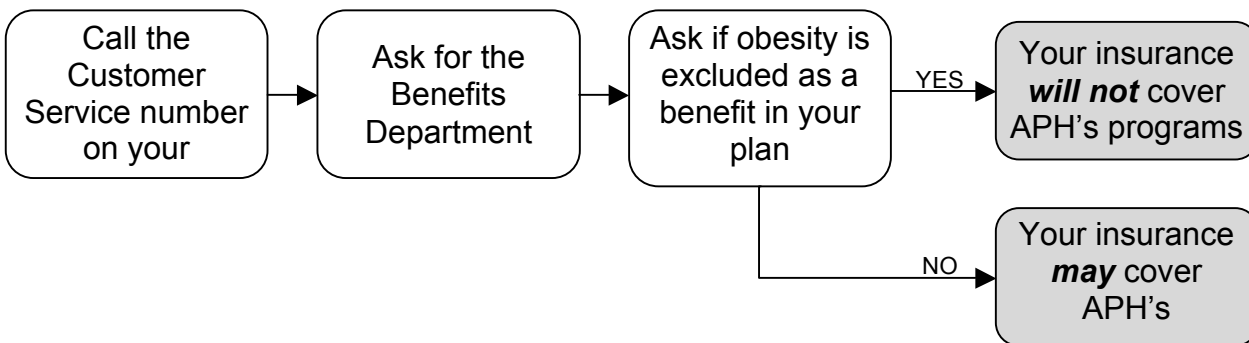 Call the
Customer
Service number
on your
Ask for the
Benefits
Department
Ask if obesity is
excluded as a
benefit in your
plan
YES
Your insurance
will not cover
APH’s programs
NO
Your insurance
may cover
APH’s